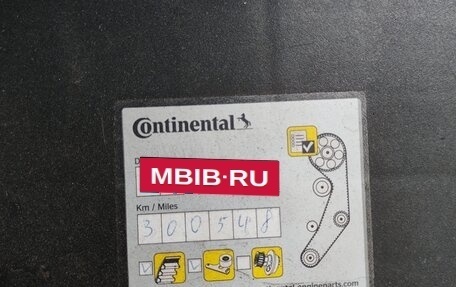 Continental
MBIB·RU
Km / Miles
300548